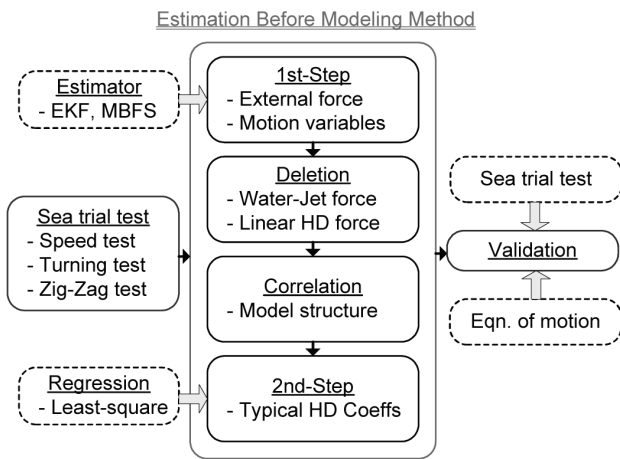 Estimation Before Modeling Method
Estimator
- EKF, MBFS
Sea trial test
- Speed test
- Turning test
- Zig-Zag test
Regression
- Least-square
1st-Step
- External force
- Motion variables
Deletion
- Water-Jet force
- Linear HD force
Correlation
- Model structure
2nd-Step
- Typical HD Coeffs
Sea trial test
Validation
Eqn. of motion